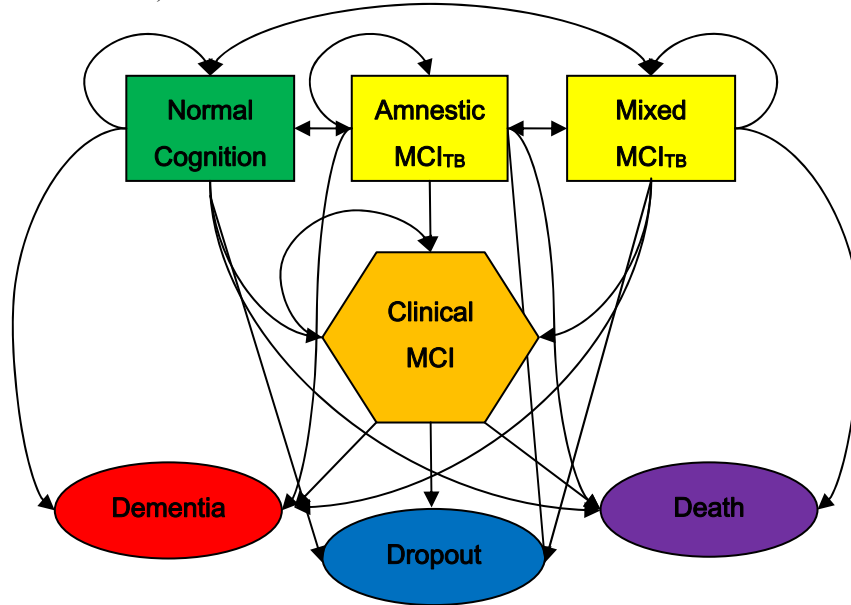 Normal
Cognition
Amnestic
MCITB
Mixed
MCITB
Clinical
MCI
Dementia
Dropout
Death